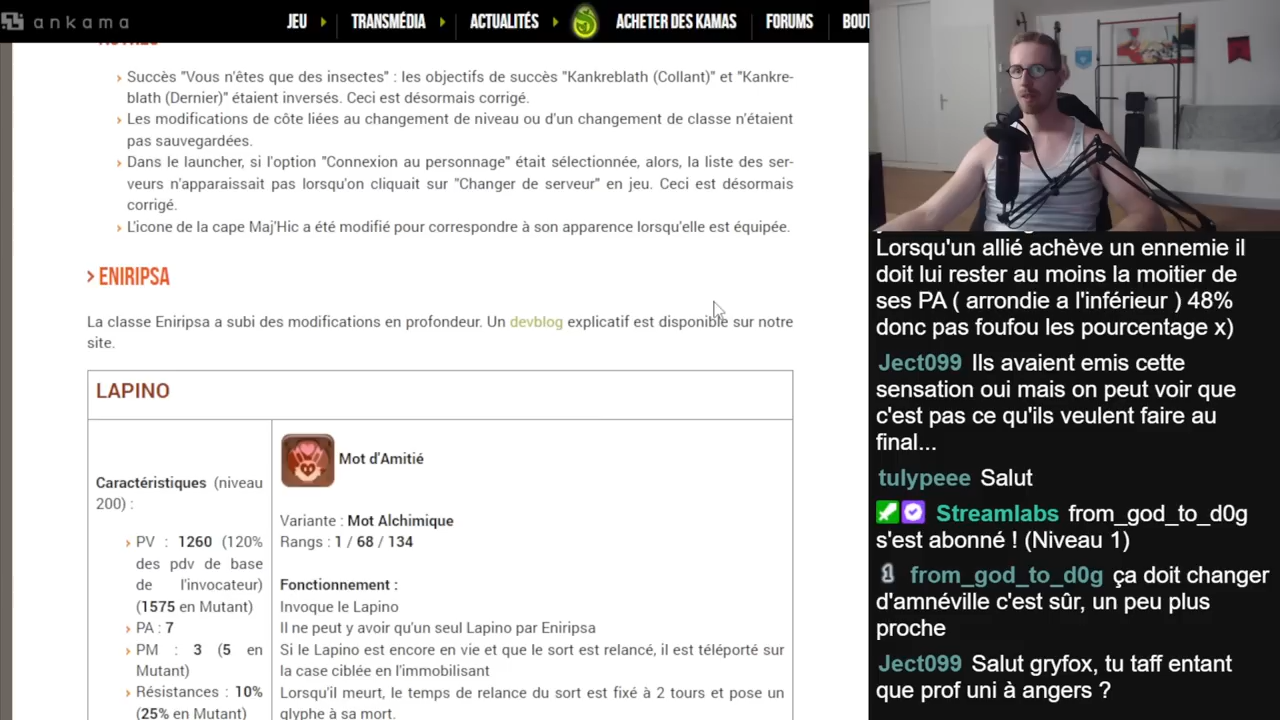 ankama
JEU TRANSMÉDIA ACTUALITÉS ACHETER DES KAMAS FORUMS BOUT
Succès "Vous n'êtes que des insectes" : les objectifs de succès "Kankreblath (Collant)" et "Kankre-
blath (Dernier)" étaient inversés. Ceci est désormais corrigé.
Les modifications de côte liées au changement de niveau ou d'un changement de classe n'étaient
pas sauvegardées.
Dans le launcher, si l'option "Connexion au personnage" était sélectionnée, alors, la liste des ser-
veurs n'apparaissait pas lorsqu'on cliquait sur "Changer de serveur" en jeu. Ceci est désormais
corrigé.
L'icone de la cape Maj'Hic a été modifié pour correspondre à son apparence lorsqu'elle est équipée.
> ENIRIPSA
La classe Eniripsa a subi des modifications en profondeur. Un devblog explicatif est disponible sur notre
site.
LAPINO
Caractéristiques (niveau
200) :
PV : 1260 (120%
des pdv de base
de l'invocateur)
(1575 en Mutant)
PA : 7
PM : 3 (5 en
Mutant)
Résistances : 10%
(25% en Mutant)
Mot d'Amitié
Variante : Mot Alchimique
Rangs : 1 / 68 / 134
Fonctionnement :
Invoque le Lapino
Il ne peut y avoir qu'un seul Lapino par Eniripsa
Si le Lapino est encore en vie et que le sort est relancé, il est téléporté sur
la case ciblée en l'immobilisant
Lorsqu'il meurt, le temps de relance du sort est fixé à 2 tours et pose un
glyphe à sa mort.
Lorsqu'un allié achève un ennemie il
doit lui rester au moins la moitier de
ses PA ( arrondie a l'inférieur ) 48%
donc pas foufou les pourcentage x)
Ject099 Ils avaient emis cette
sensation oui mais on peut voir que
c'est pas ce qu'ils veulent faire au
final...
tulypeee Salut
Streamlabs from_god_to_d0g
s'est abonné ! (Niveau 1)
1 from_god_to_d0g ça doit changer
d'amnéville c'est sûr, un peu plus
proche
Ject099 Salut gryfox, tu taff entant
que prof uni à angers ?